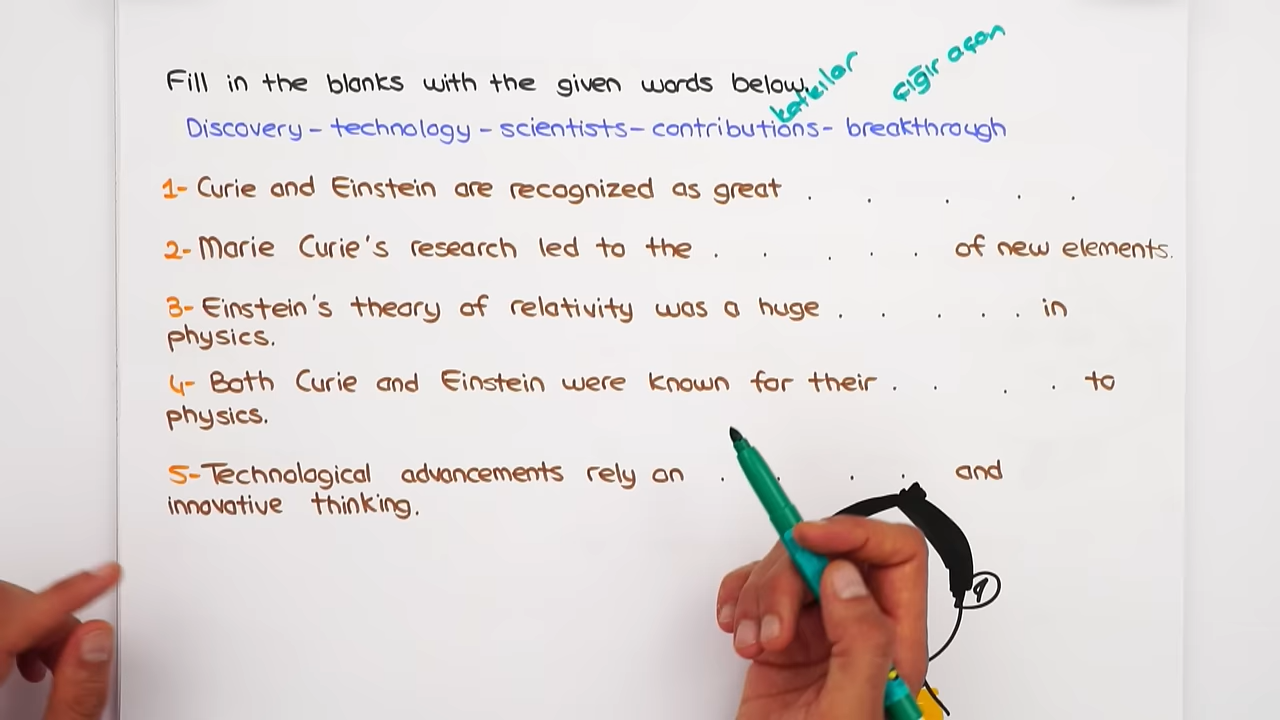 Fill in the blanks with the given words below.
katkılar
çığır açan
Discovery - technology - scientists - contributions - breakthrough
1- Curie and Einstein are recognized as great . . . . .
2- Marie Curie's research led to the . . . . . of new elements.
3- Einstein's theory of relativity was a huge . . . . . in
physics.
4- Both Curie and Einstein were known for their . . . . to
physics.
5- Technological advancements rely on . . . . and
innovative thinking.